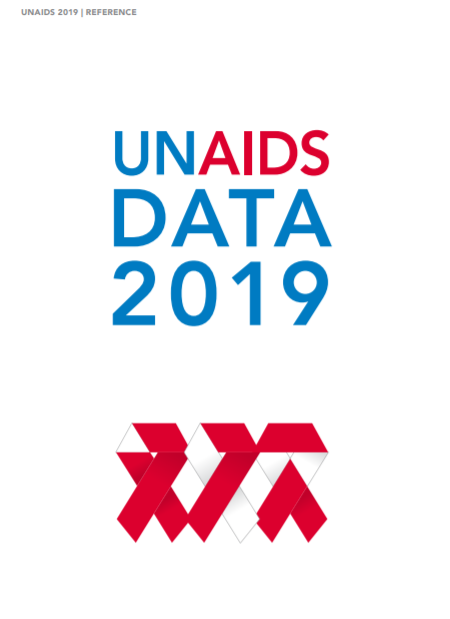 UNAIDS 2019 | REFERENCE
UNAIDS
DATA
2019